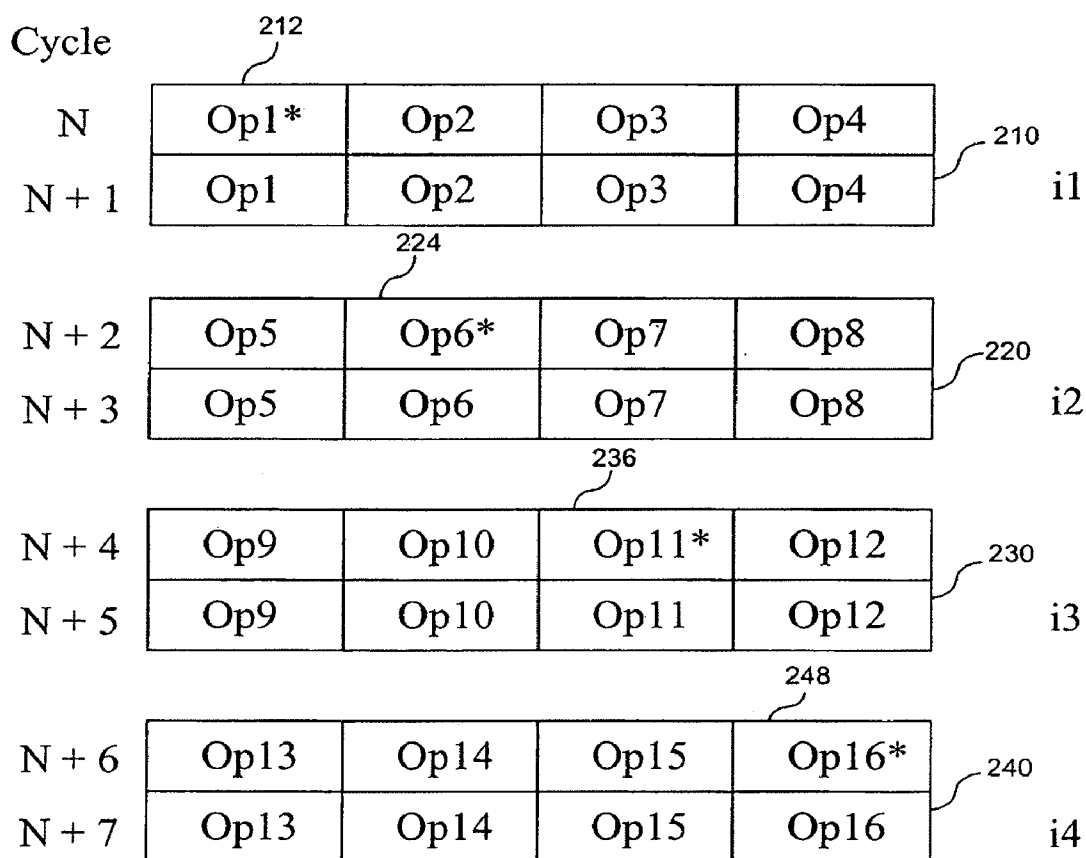 212
Cycle
N Op1* Op2 Op3 Op4
210
N + 1 Op1 Op2 Op3 Op4 i1
224
N + 2 Op5 Op6* Op7 Op8
220
N + 3 Op5 Op6 Op7 Op8 i2
236
N + 4 Op9 Op10 Op11* Op12
230
N + 5 Op9 Op10 Op11 Op12 i3
248
N + 6 Op13 Op14 Op15 Op16*
240
N + 7 Op13 Op14 Op15 Op16 i4